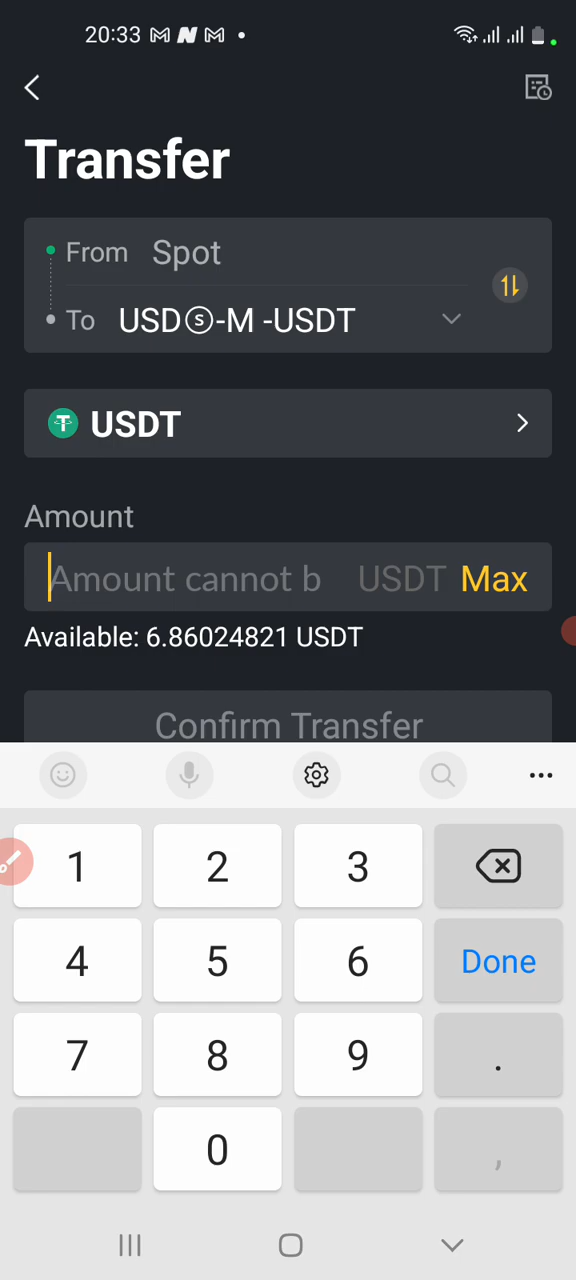 20:33
Transfer
From Spot
To USDⓈ-M -USDT
USDT
Amount
Amount cannot b USDT Max
Available: 6.86024821 USDT
Confirm Transfer
1 2 3
4 5 6 Done
7 8 9 .
0 ,